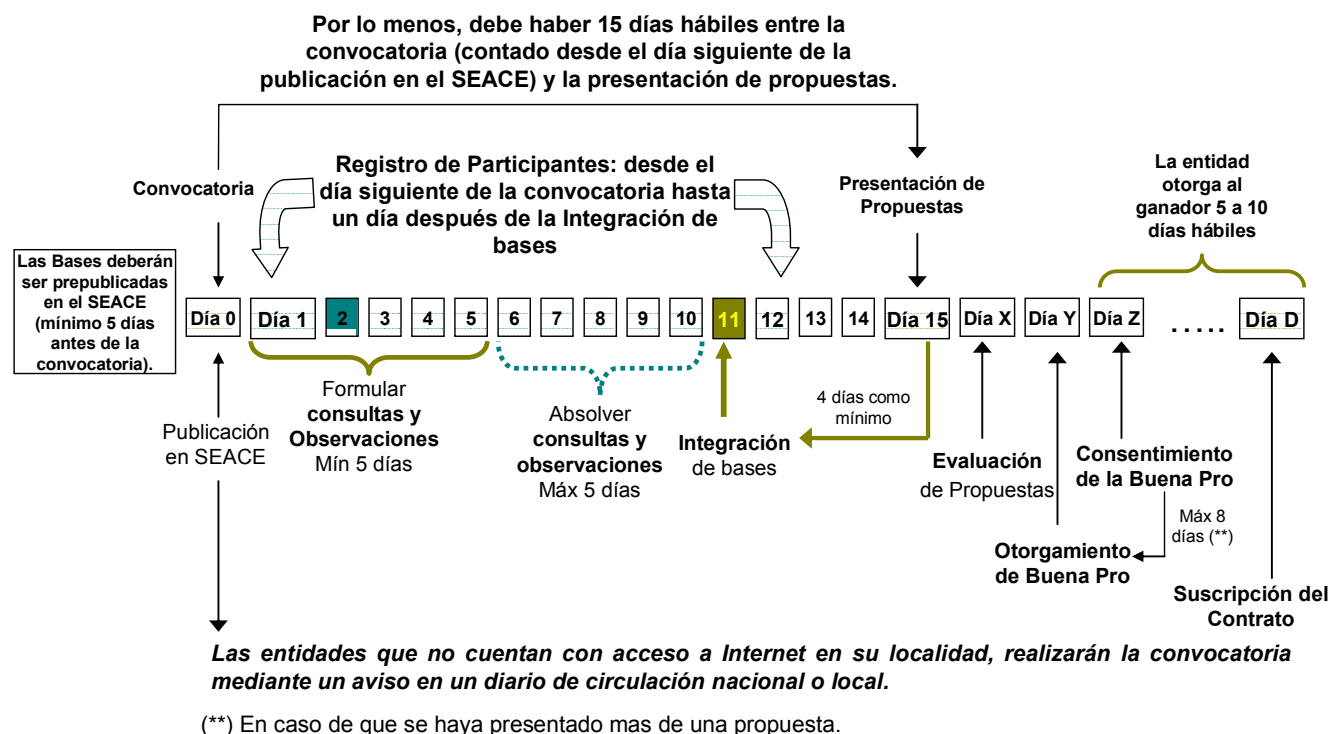 Por lo menos, debe haber 15 días hábiles entre la
convocatoria (contado desde el día siguiente de la
publicación en el SEACE) y la presentación de propuestas.
Convocatoria
Registro de Participantes: desde el
día siguiente de la convocatoria hasta
un día después de la Integración de
bases
Presentación de
Propuestas
La entidad
otorga al
ganador 5 a 10
días hábiles
Las Bases deberán
ser prepublicadas
en el SEACE
(mínimo 5 días
antes de la
convocatoria).
Día 0 Día 1 2 3 4 5 6 7 8 9 10 11 12 13 14 Día 15 Día X Día Y Día Z ..... Día D
Publicación
en SEACE
Formular
consultas y
Observaciones
Mín 5 días
Absolver
consultas y
observaciones
Máx 5 días
Integración
de bases
4 días como
mínimo
Evaluación
de Propuestas
Consentimiento
de la Buena Pro
Máx 8
días (**)
Otorgamiento
de Buena Pro
Suscripción del
Contrato
Las entidades que no cuentan con acceso a Internet en su localidad, realizarán la convocatoria
mediante un aviso en un diario de circulación nacional o local.
(**) En caso de que se haya presentado mas de una propuesta.